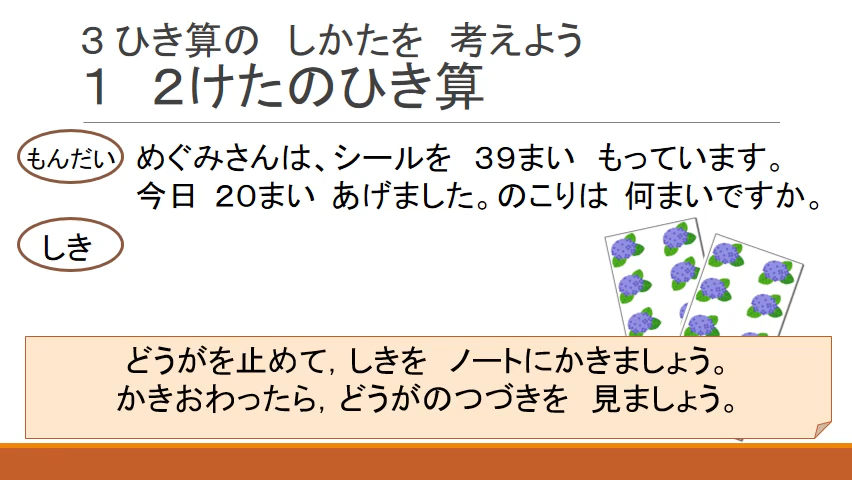 ３ひき算の　しかたを　考えよう
１　２けたのひき算
もんだい
めぐみさんは、シールを　３９まい　もっています。
今日　２０まい　あげました。のこりは　何まいですか。
しき
どうがを止めて，しきを　ノートにかきましょう。
かきおわったら，どうがのつづきを　見ましょう。